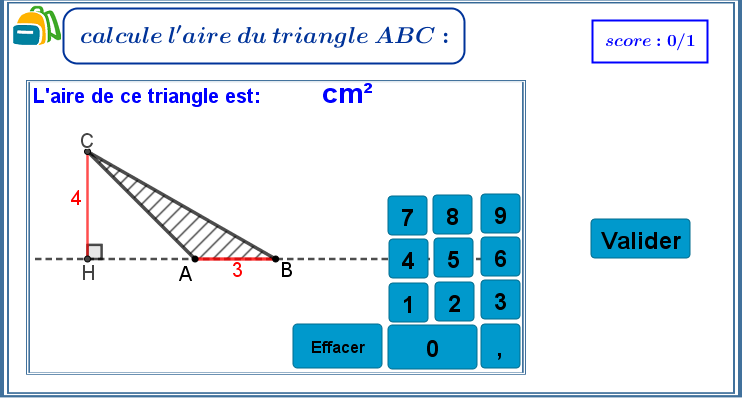 calcule l'aire du triangle ABC :
score : 0/1
L'aire de ce triangle est: cm²
C
4
H
A
3
B
7 8 9
4 5 6
1 2 3
Effacer 0 ,
Valider